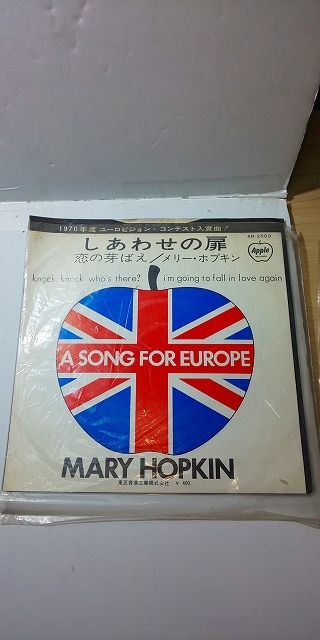 1970年度ユーロビジョン・コンテスト入賞曲!
AR-2503
しあわせの扉
Apple
恋の芽ばえ/メリー・ホプキン
knock knock who's there? i'm going to fall in love again
A SONG FOR EUROPE
MARY HOPKIN
東芝音楽工業株式会社 ¥ 400